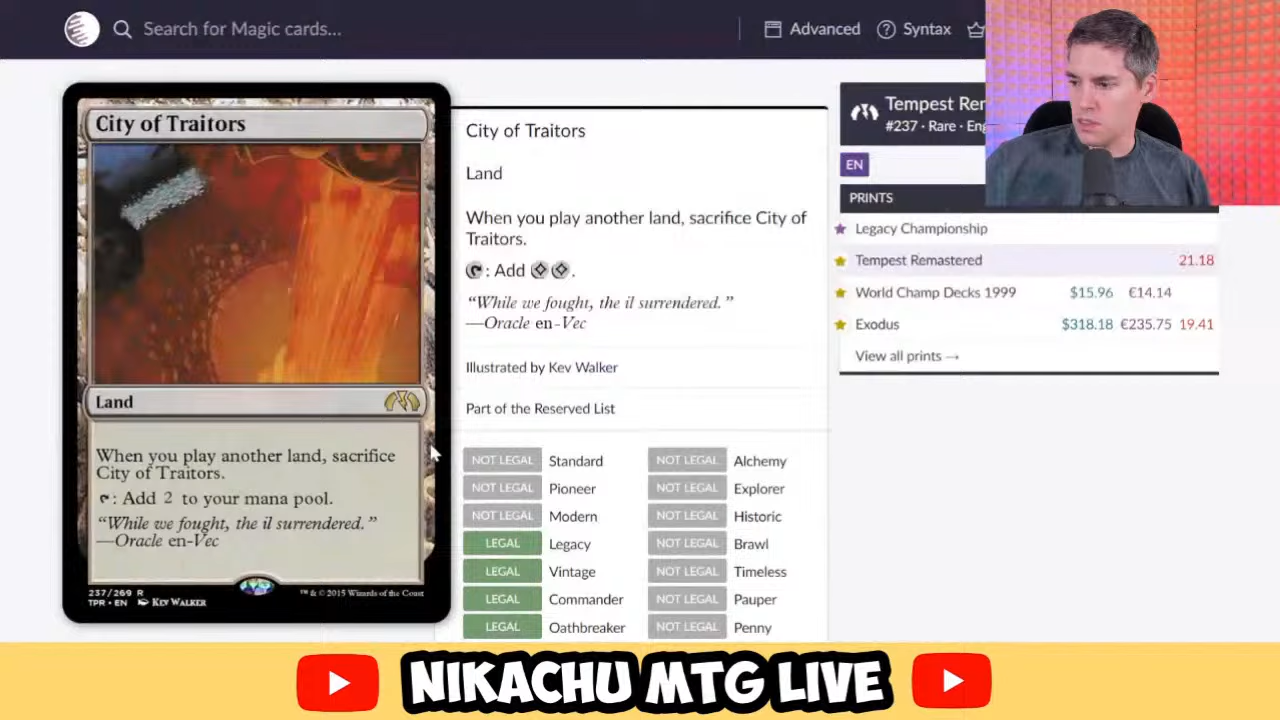 Search for Magic cards...
Advanced
Syntax
City of Traitors
Land
When you play another land, sacrifice
City of Traitors.
: Add 2 to your mana pool.
“While we fought, the il surrendered.”
—Oracle en-Vec
237/269 R
TPR • EN KEV WALKER
™ & © 2015 Wizards of the Coast
City of Traitors
Land
When you play another land, sacrifice City of
Traitors.
: Add .
“While we fought, the il surrendered.”
—Oracle en-Vec
Illustrated by Kev Walker
Part of the Reserved List
NOT LEGAL Standard NOT LEGAL Alchemy
NOT LEGAL Pioneer NOT LEGAL Explorer
NOT LEGAL Modern NOT LEGAL Historic
LEGAL Legacy NOT LEGAL Brawl
LEGAL Vintage NOT LEGAL Timeless
LEGAL Commander NOT LEGAL Pauper
LEGAL Oathbreaker NOT LEGAL Penny
Tempest Rem
#237 · Rare · Eng
EN
PRINTS
Legacy Championship
Tempest Remastered 21.18
World Champ Decks 1999 $15.96 €14.14
Exodus $318.18 €235.75 19.41
View all prints →
NIKACHU MTG LIVE